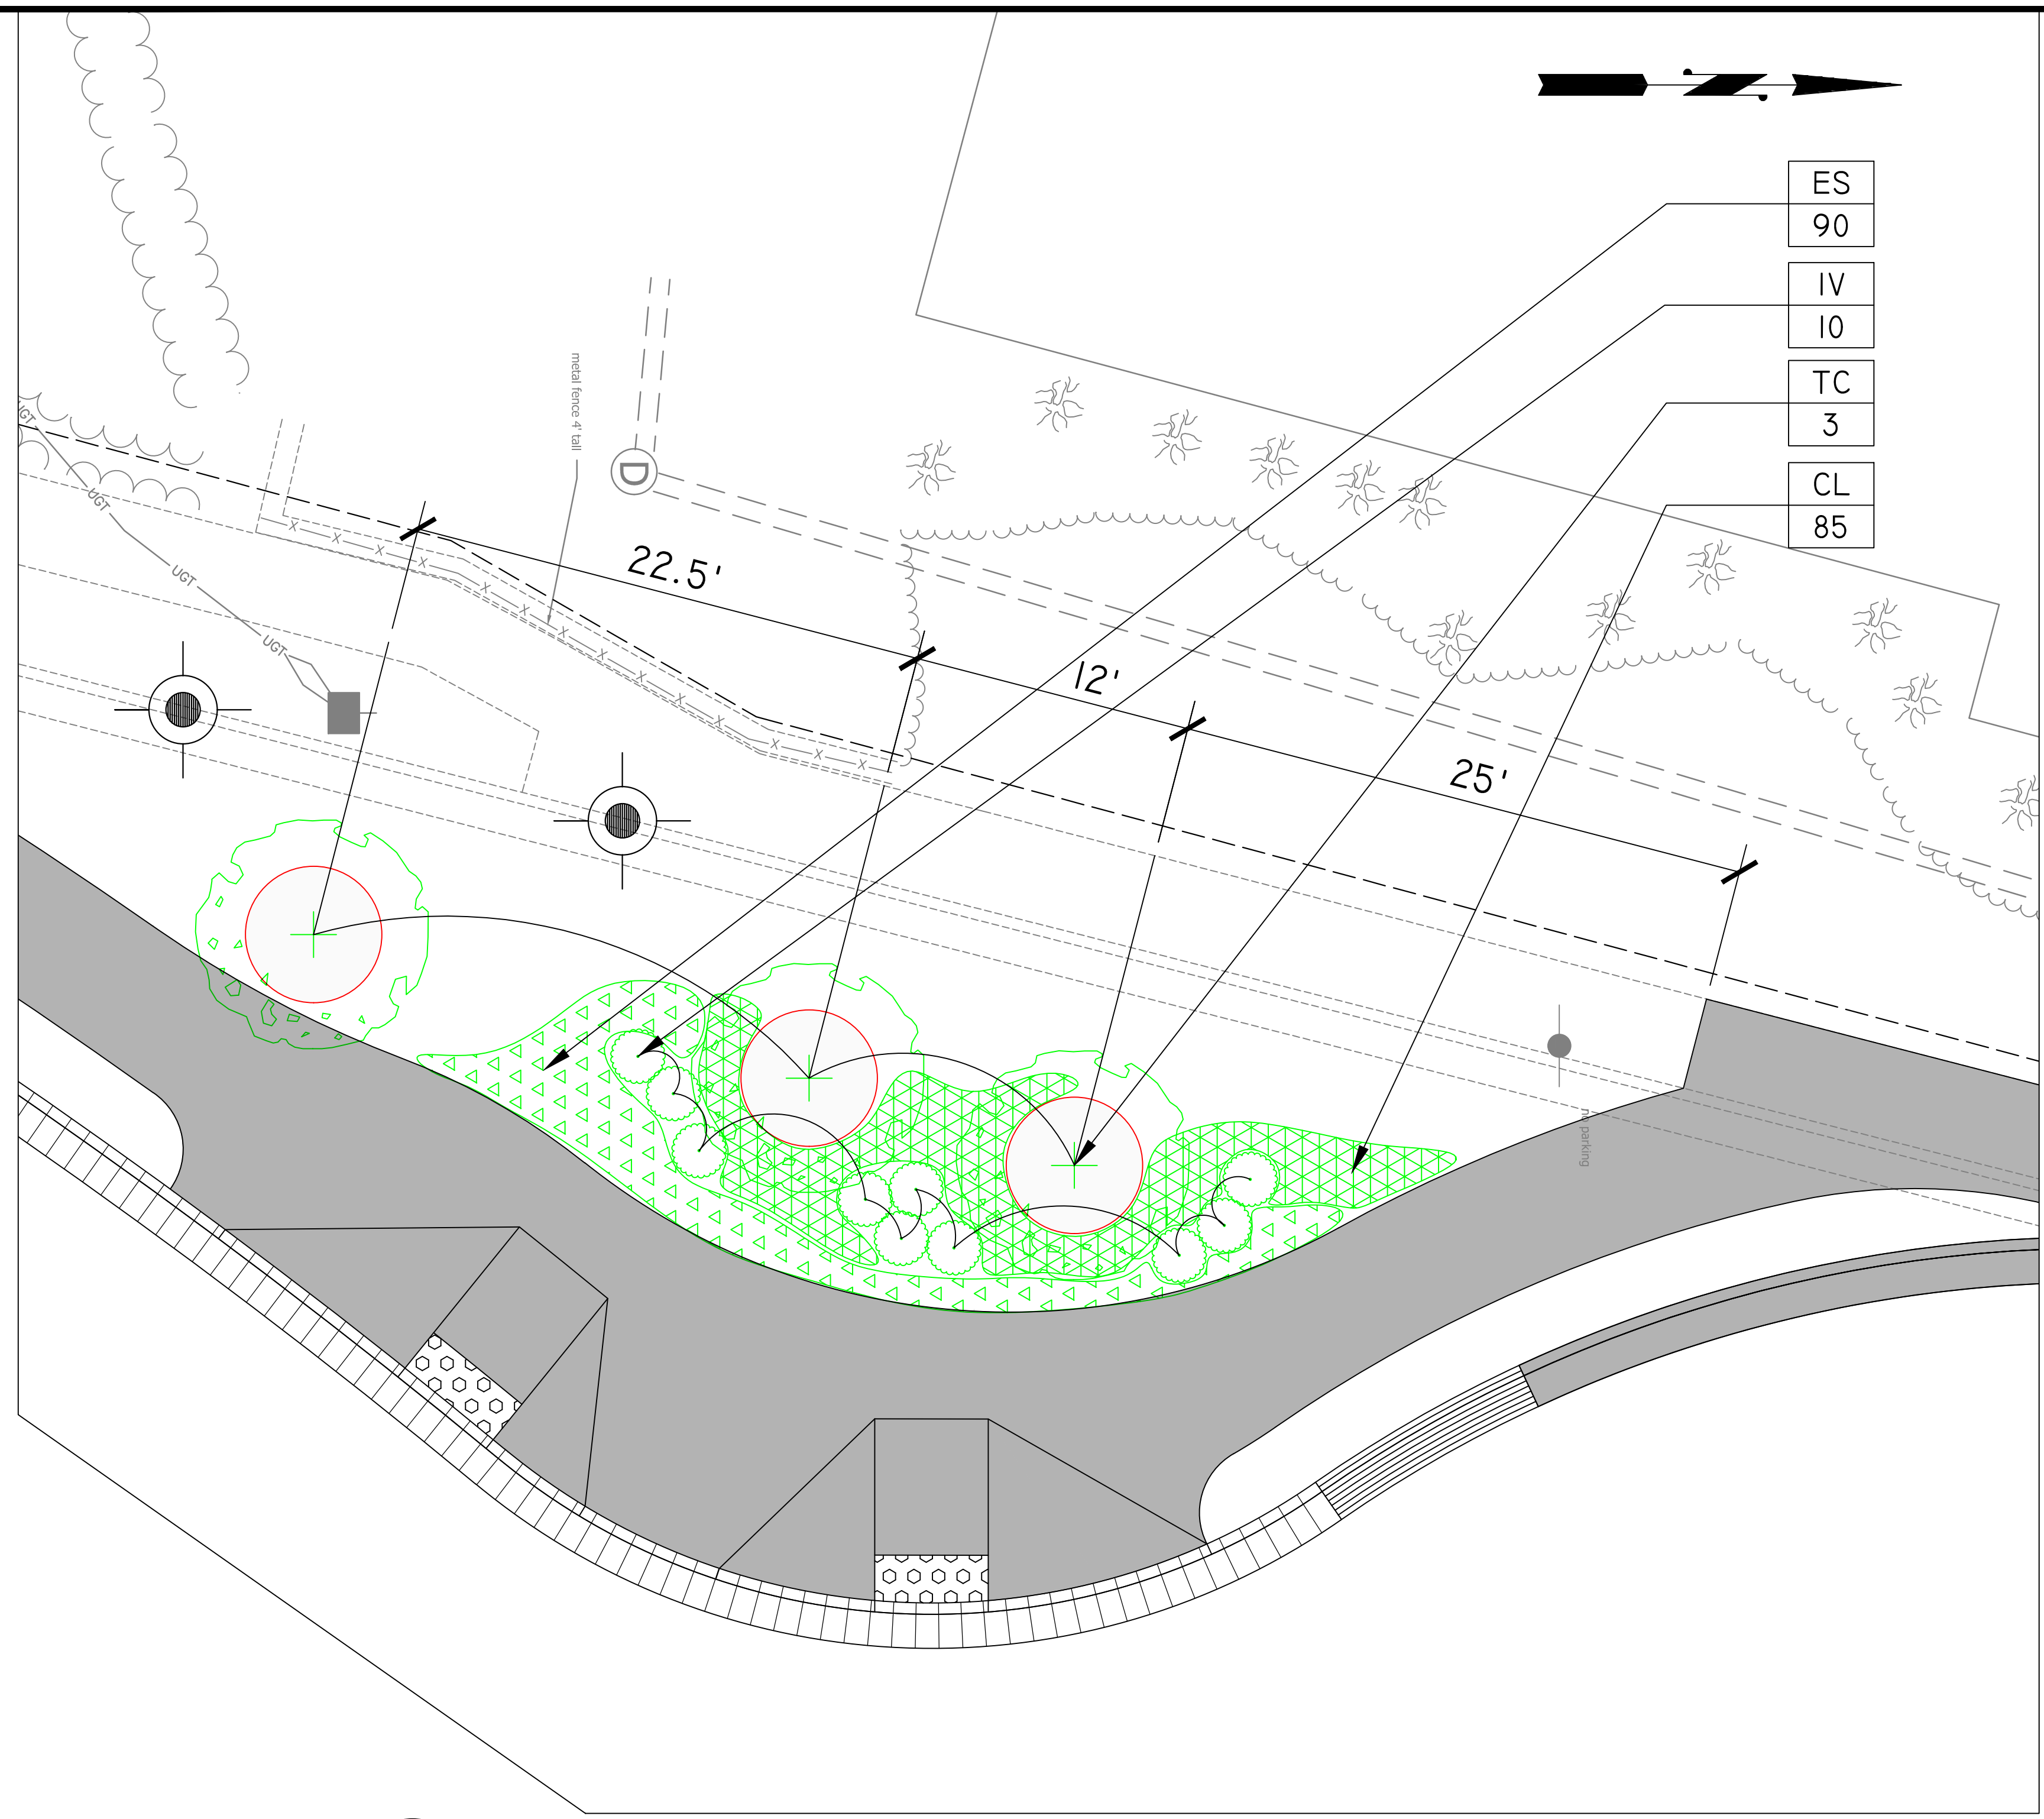 ES
90
IV
10
TC
3
CL
85
metal fence 4' tall
D
UGT
UGT
UGT
UGT
22.5'
12'
25'
X X X X X X X X X X X X X X X
no parking